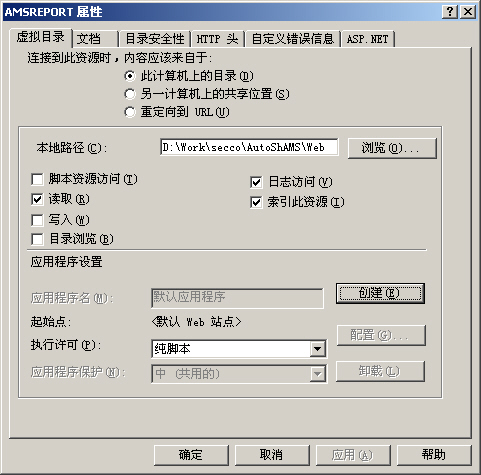 AMSREPORT 属性
虚拟目录 文档 目录安全性 HTTP 头 自定义错误信息 ASP.NET
连接到此资源时，内容应该来自于:
此计算机上的目录(D)
另一计算机上的共享位置(S)
重定向到 URL(U)
本地路径(C): D:\Work\secco\AutoShAMS\Web 浏览(O)...
脚本资源访问(T) 日志访问(V)
读取(R) 索引此资源(I)
写入(W)
目录浏览(B)
应用程序设置
应用程序名(M): 默认应用程序 创建(E)
起始点: <默认 Web 站点>
执行许可(P): 纯脚本 配置(G)...
应用程序保护(N): 中 (共用的) 卸载(L)
确定 取消 应用(A) 帮助